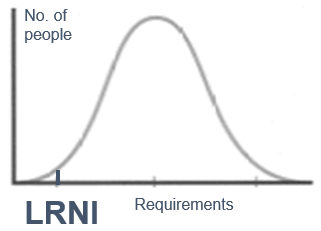 No. of
people
LRNI
Requirements